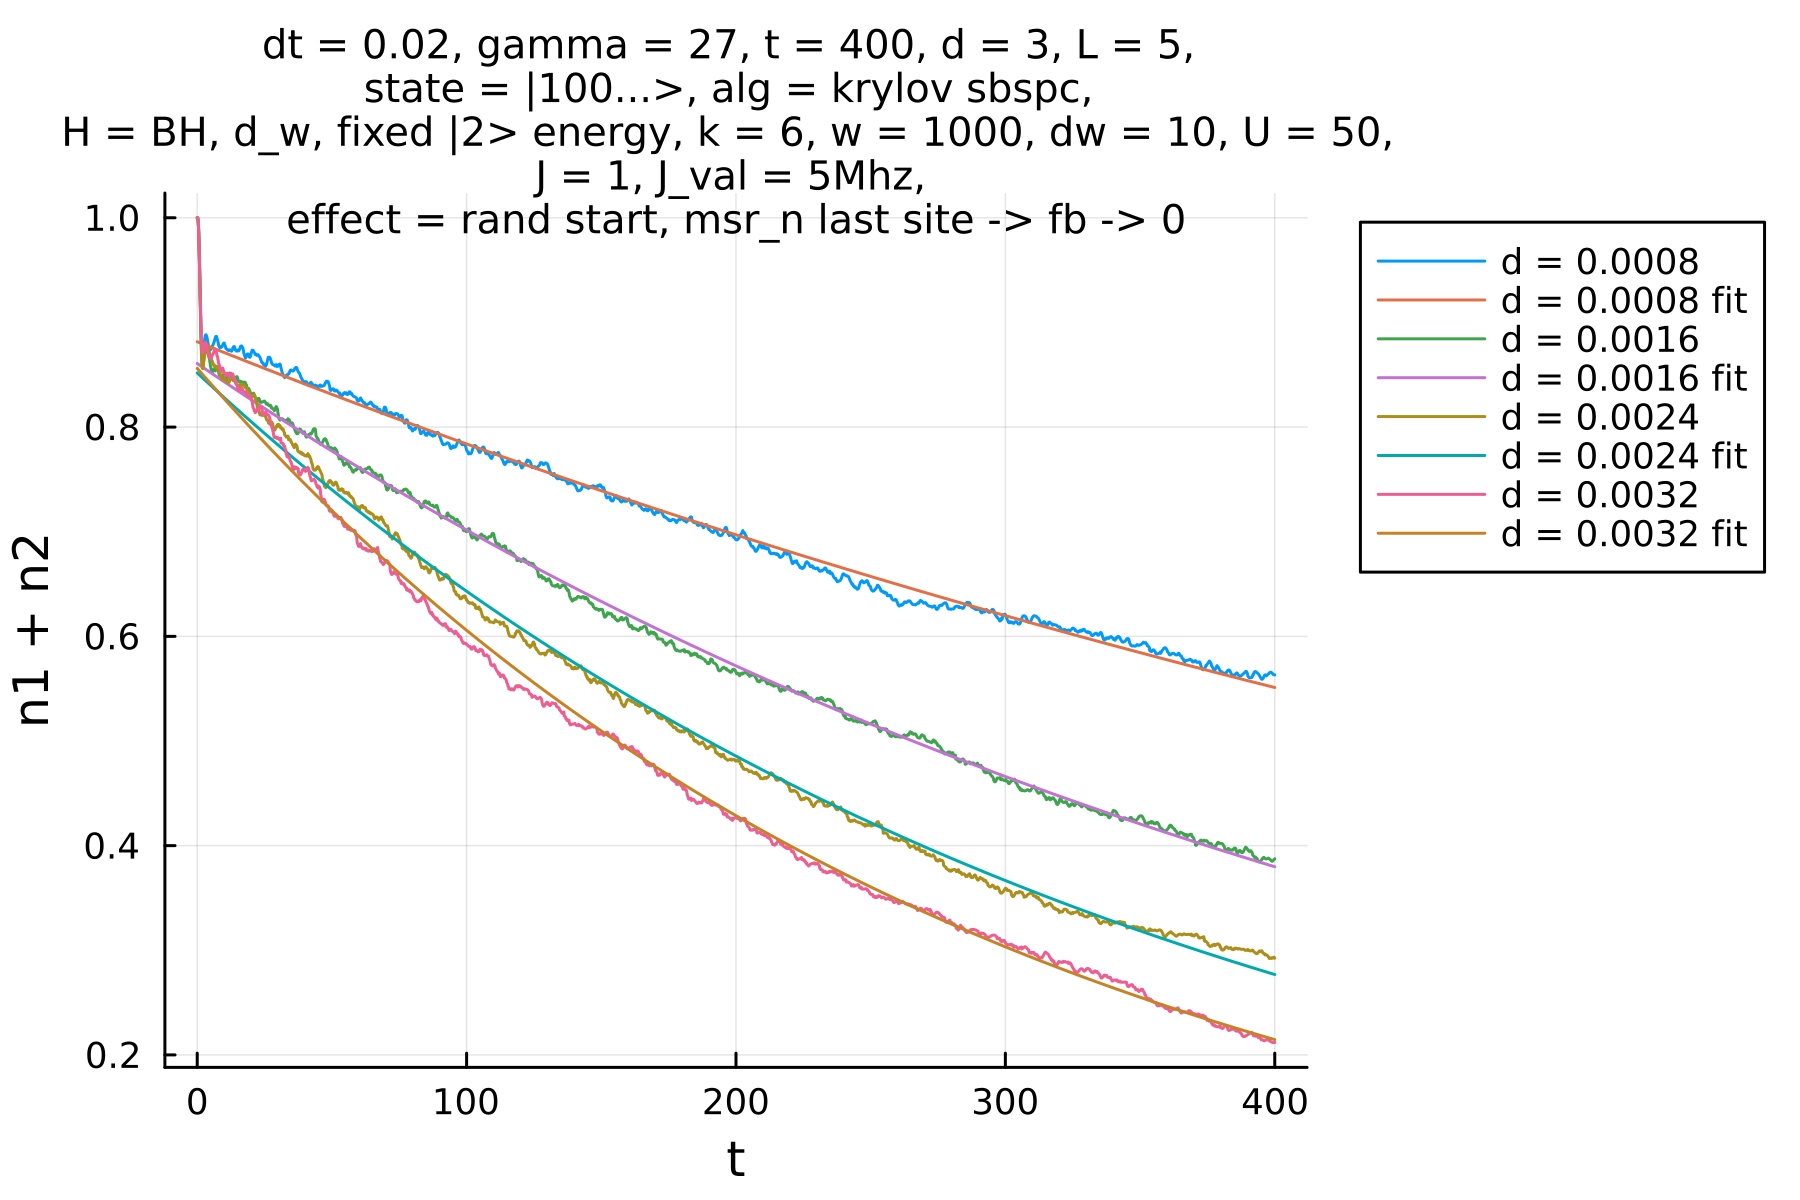 dt = 0.02, gamma = 27, t = 400, d = 3, L = 5,
state = |100...>, alg = krylov sbspc,
H = BH, d_w, fixed |2> energy, k = 6, w = 1000, dw = 10, U = 50,
J = 1, J_val = 5Mhz,
effect = rand start, msr_n last site -> fb -> 0
1.0
0.8
0.6
0.4
0.2
n1 + n2
0 100 200 300 400
t
d = 0.0008
d = 0.0008 fit
d = 0.0016
d = 0.0016 fit
d = 0.0024
d = 0.0024 fit
d = 0.0032
d = 0.0032 fit